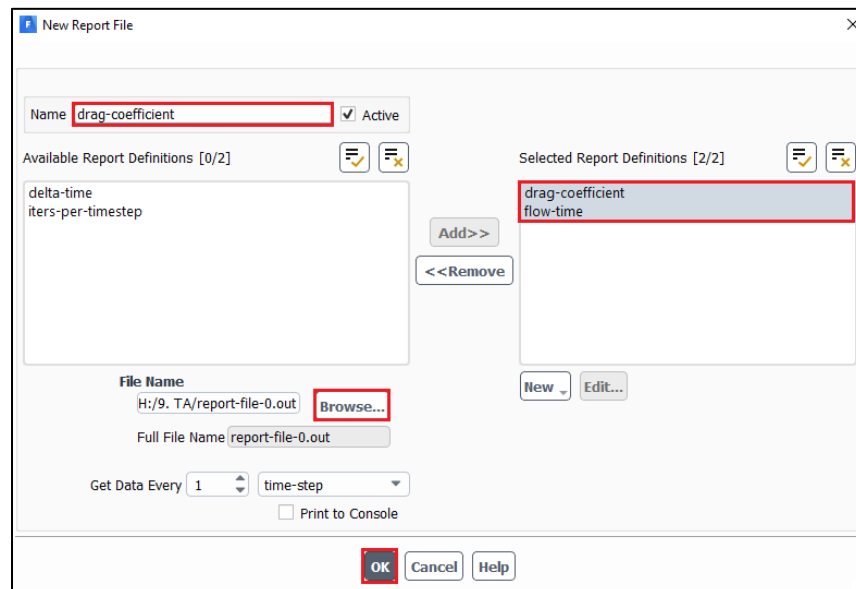 New Report File
Name drag-coefficient Active
Available Report Definitions [0/2]
Selected Report Definitions [2/2]
delta-time
iters-per-timestep
drag-coefficient
flow-time
Add>>
<<Remove
File Name
H:/9. TA/report-file-0.out Browse...
Full File Name report-file-0.out
New Edit...
Get Data Every 1 time-step
Print to Console
OK Cancel Help